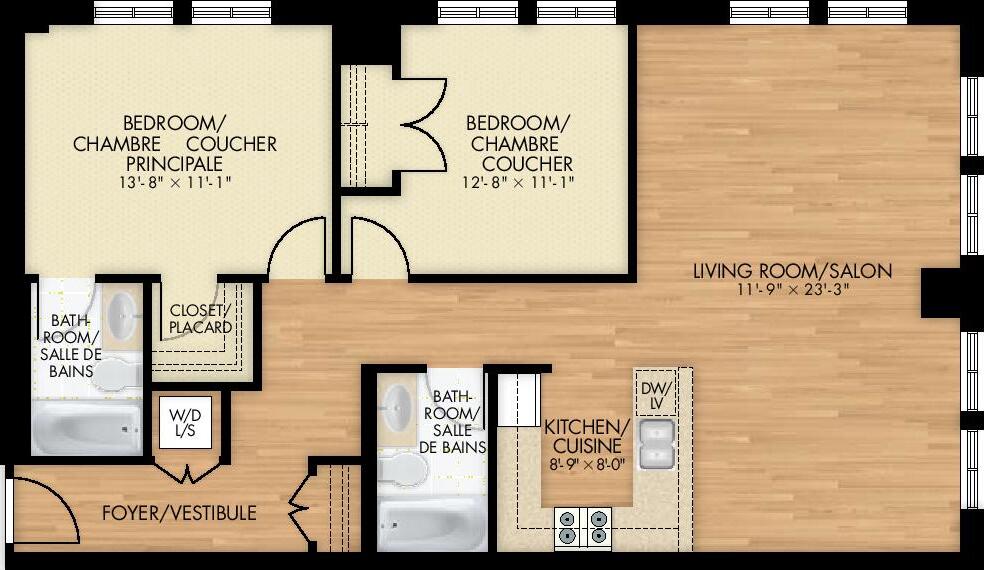 BEDROOM/
CHAMBRE COUCHER
PRINCIPALE
13'-8" × 11'-1"
BEDROOM/
CHAMBRE
COUCHER
12'-8" × 11'-1"
LIVING ROOM/SALON
11'-9" × 23'-3"
BATH-
ROOM/
SALLE DE
BAINS
CLOSET/
PLACARD
W/D
L/S
BATH-
ROOM/
SALLE
DE BAINS
DW/
LV
KITCHEN/
CUISINE
8'-9" × 8'-0"
FOYER/VESTIBULE